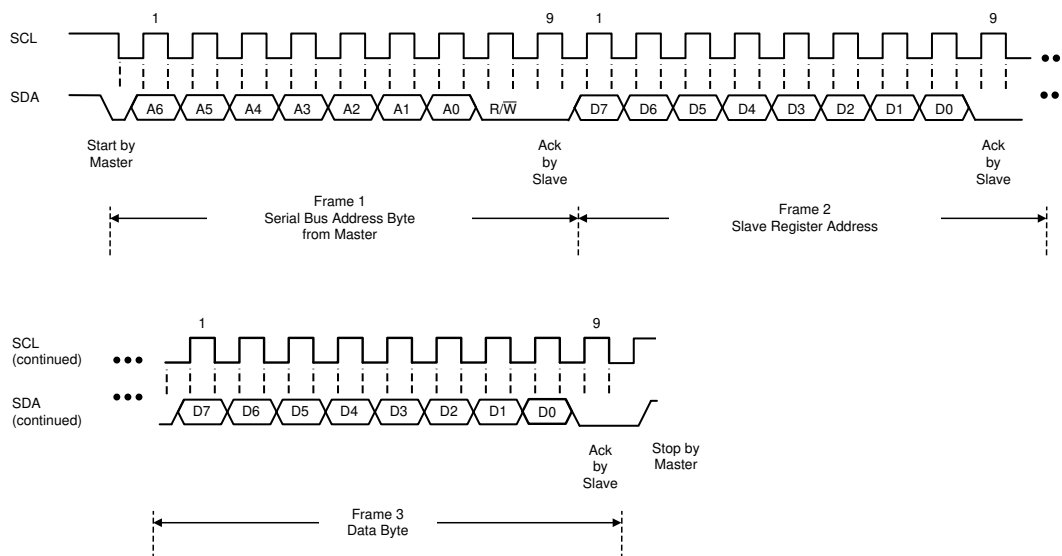 1 9 1 9
SCL
SDA
A6 A5 A4 A3 A2 A1 A0 R/W̅ D7 D6 D5 D4 D3 D2 D1 D0
Start by
Master
Ack
by
Slave
Ack
by
Slave
Frame 1
Serial Bus Address Byte
from Master
Frame 2
Slave Register Address
1 9
SCL
(continued)
SDA
(continued)
D7 D6 D5 D4 D3 D2 D1 D0
Ack
by
Slave
Stop by
Master
Frame 3
Data Byte